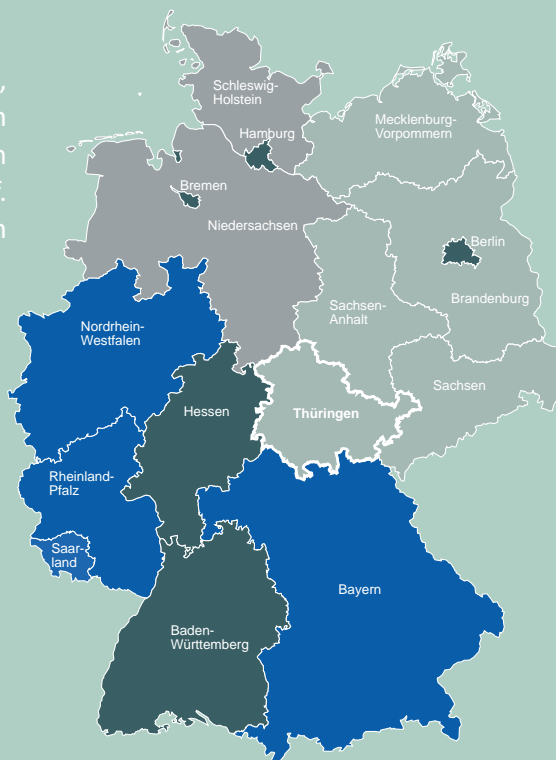 Schleswig-
Holstein
Mecklenburg-
Vorpommern
Hamburg
Bremen
Niedersachsen
Berlin
Brandenburg
Sachsen-
Anhalt
Nordrhein-
Westfalen
Sachsen
Hessen
Thüringen
Rheinland-
Pfalz
Saar-
land
Bayern
Baden-
Württemberg